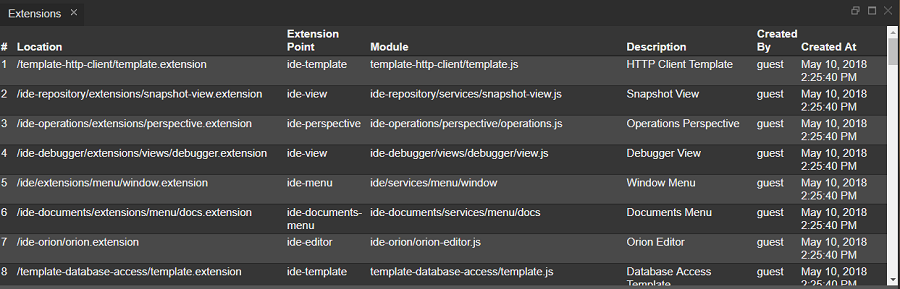 Extensions
# Location Extension Point Module Description Created By Created At
1 /template-http-client/template.extension ide-template template-http-client/template.js HTTP Client Template guest May 10, 2018 2:25:40 PM
2 /ide-repository/extensions/snapshot-view.extension ide-view ide-repository/services/snapshot-view.js Snapshot View guest May 10, 2018 2:25:40 PM
3 /ide-operations/extensions/perspective.extension ide-perspective ide-operations/perspective/operations.js Operations Perspective guest May 10, 2018 2:25:40 PM
4 /ide-debugger/extensions/views/debugger.extension ide-view ide-debugger/views/debugger/view.js Debugger View guest May 10, 2018 2:25:40 PM
5 /ide/extensions/menu/window.extension ide-menu ide/services/menu/window Window Menu guest May 10, 2018 2:25:40 PM
6 /ide-documents/extensions/menu/docs.extension ide-documents-menu ide-documents/services/menu/docs Documents Menu guest May 10, 2018 2:25:40 PM
7 /ide-orion/orion.extension ide-editor ide-orion/orion-editor.js Orion Editor guest May 10, 2018 2:25:40 PM
8 /template-database-access/template.extension ide-template template-database-access/template.js Database Access Template guest May 10, 2018 2:25:40 PM